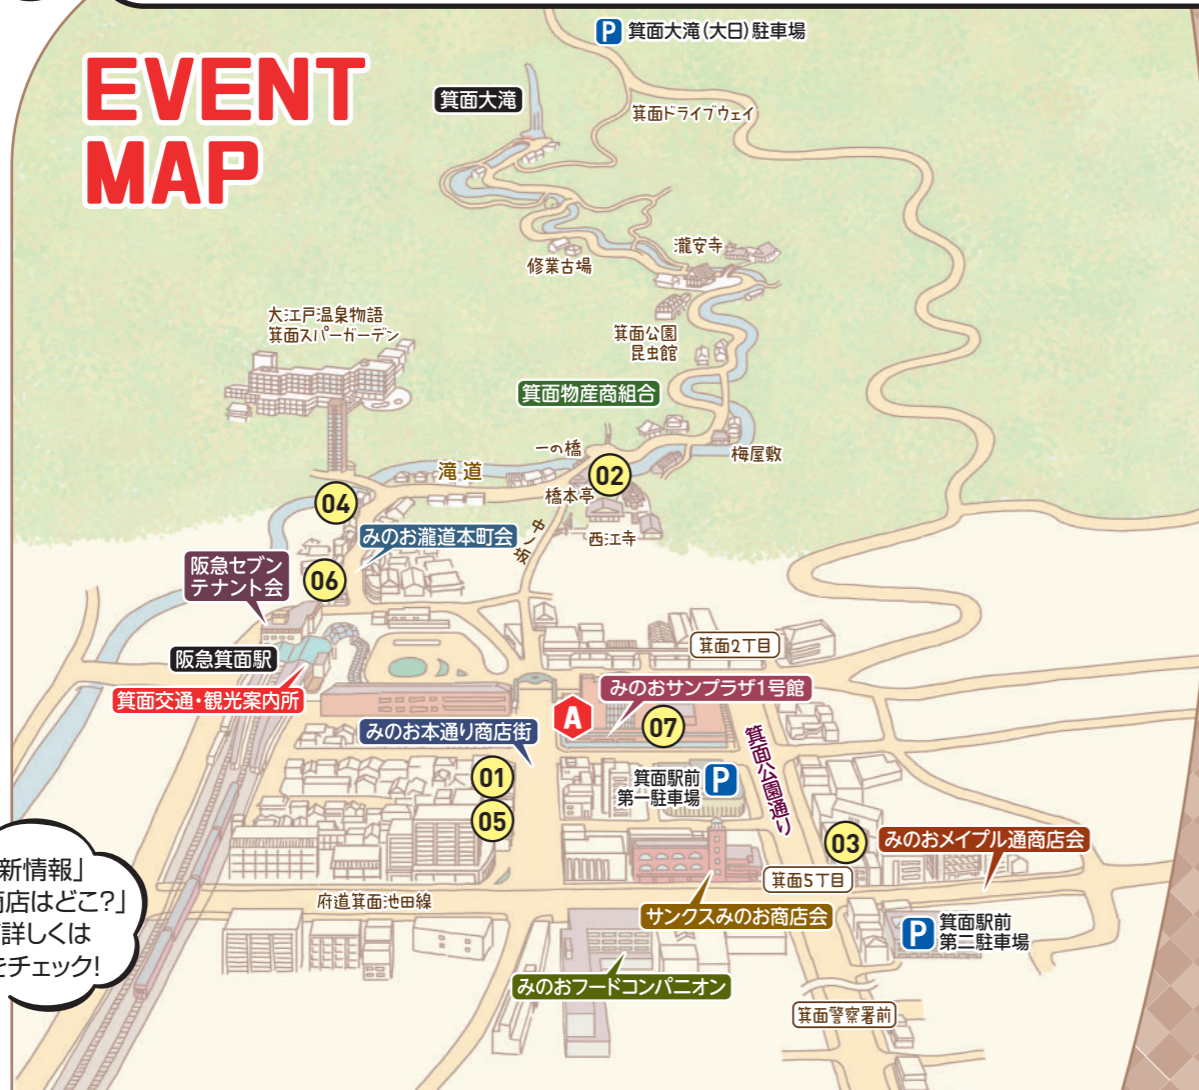 EVENT
MAP
P 箕面大滝(大日)駐車場
箕面大滝
箕面ドライブウェイ
修業古場
瀧安寺
大江戸温泉物語
箕面スパーガーデン
箕面公園
昆虫館
箕面物産商組合
一の橋
梅屋敷
滝道
02
橋本亭
04
西江寺
中ノ坂
みのお瀧道本町会
阪急セブン
テナント会
06
箕面2丁目
阪急箕面駅
箕面交通・観光案内所
みのおサンプラザ1号館
A
07
みのお本通り商店街
箕面公園通り
01
箕面駅前
第一駐車場
P
05
03
みのおメイプル通商店会
新情報」
商店はどこ?」
詳しくは
をチェック!
箕面5丁目
府道箕面池田線
サンクスみのお商店会
P
箕面駅前
第二駐車場
みのおフードコンパニオン
箕面警察署前